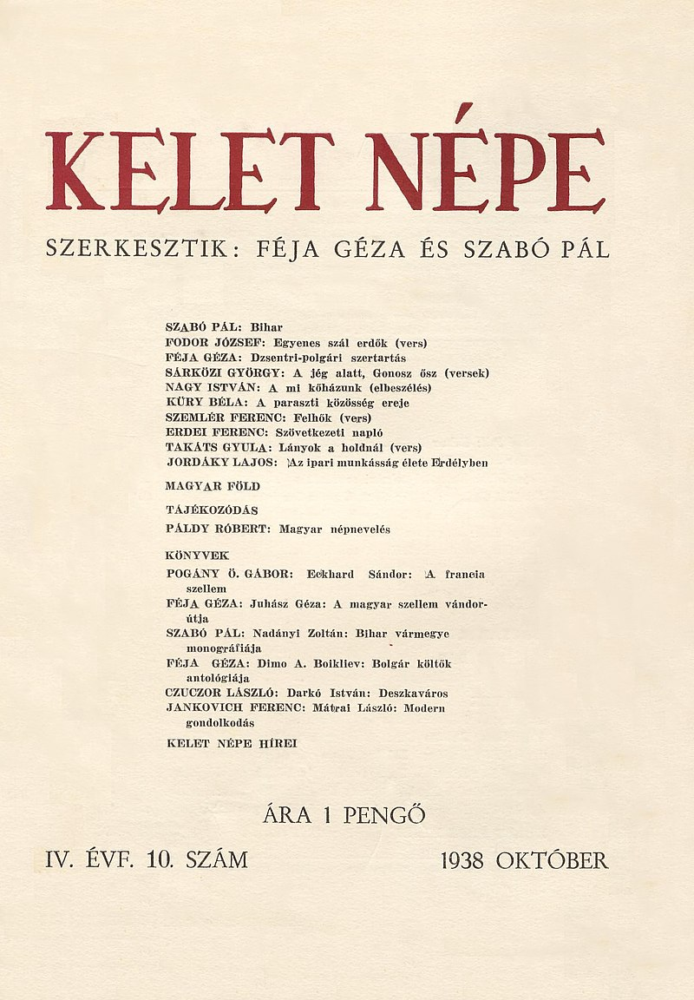 KELET NÉPE
SZERKESZTIK: FÉJA GÉZA ÉS SZABÓ PÁL
SZABÓ PÁL: Bihar
FODOR JÓZSEF: Egyenes szál erdők (vers)
FÉJA GÉZA: Dzsentri-polgári szertartás
SÁRKÖZI GYÖRGY: A jég alatt, Gonosz ősz (versek)
NAGY ISTVÁN: A mi kőházunk (elbeszélés)
KÜRY BÉLA: A paraszti közösség ereje
SZEMLÉR FERENC: Felhők (vers)
ERDEI FERENC: Szövetkezeti napló
TAKÁTS GYULA: Lányok a holdnál (vers)
JORDÁKY LAJOS: Az ipari munkásság élete Erdélyben
MAGYAR FÖLD
TÁJÉKOZÓDÁS
PÁLDY RÓBERT: Magyar népnevelés
KÖNYVEK
POGÁNY Ö. GÁBOR: Eckhard Sándor: A francia
szellem
FÉJA GÉZA: Juhász Géza: A magyar szellem vándor-
útja
SZABÓ PÁL: Nadányi Zoltán: Bihar vármegye
monográfiája
FÉJA GÉZA: Dimo A. Boikliev: Bolgár költők
antológiája
CZUCZOR LÁSZLÓ: Darkó István: Deszkaváros
JANKOVICH FERENC: Mátrai László: Modern
gondolkodás
KELET NÉPE HÍREI
ÁRA 1 PENGŐ
IV. ÉVF. 10. SZÁM
1938 OKTÓBER